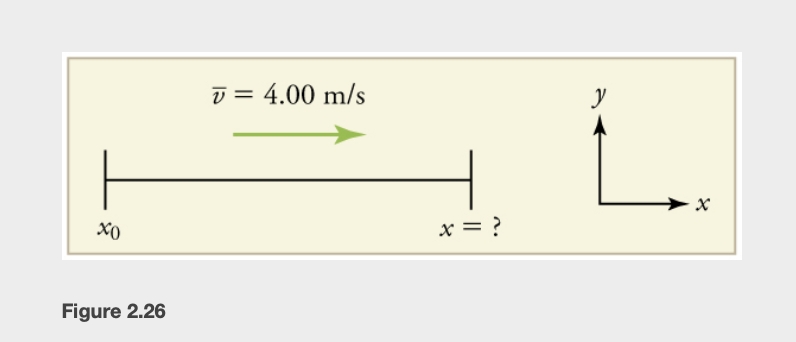 v̄ = 4.00 m/s
y
x
x₀
x = ?
Figure 2.26